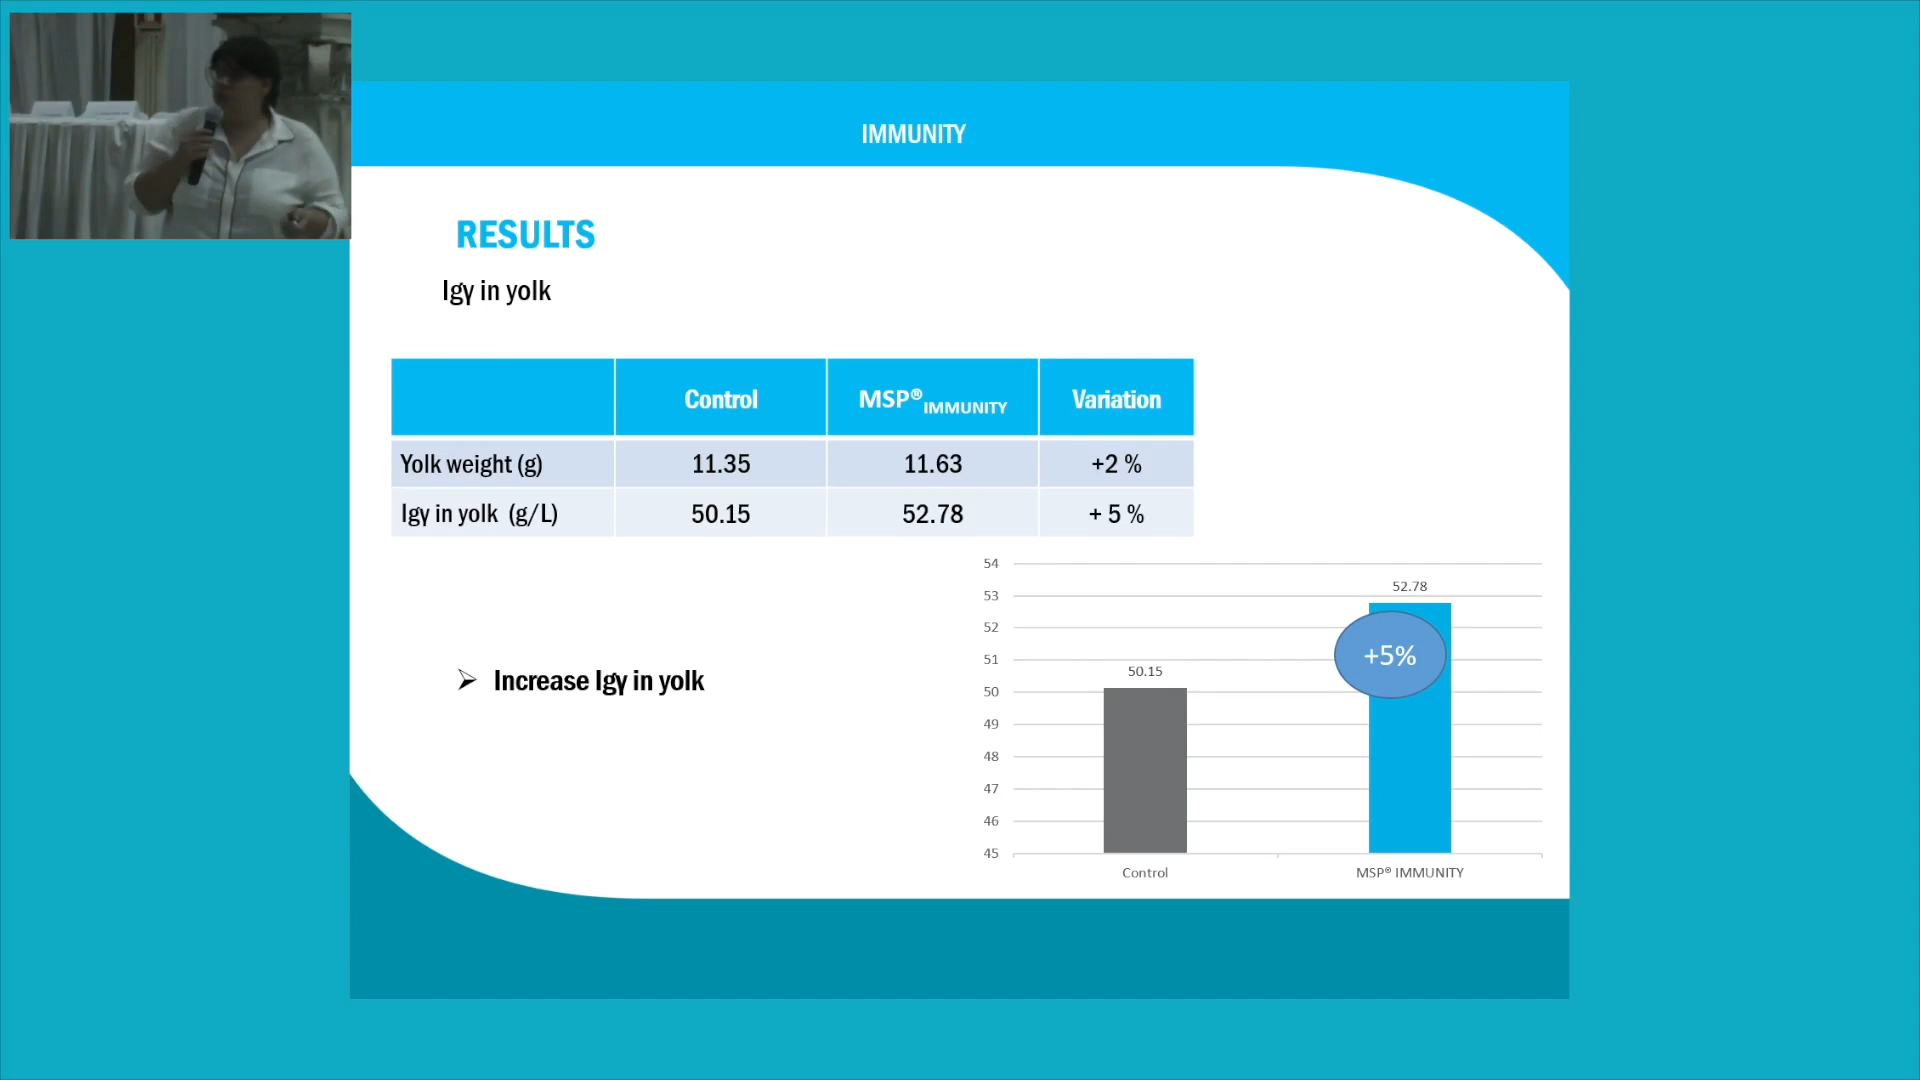 IMMUNITY
RESULTS
Igy in yolk
Control MSP® IMMUNITY Variation
Yolk weight (g) 11.35 11.63 +2 %
Igy in yolk (g/L) 50.15 52.78 + 5 %
➢ Increase Igy in yolk
54
53
52
51
50
49
48
47
46
45
50.15
52.78
+5%
Control
MSP® IMMUNITY